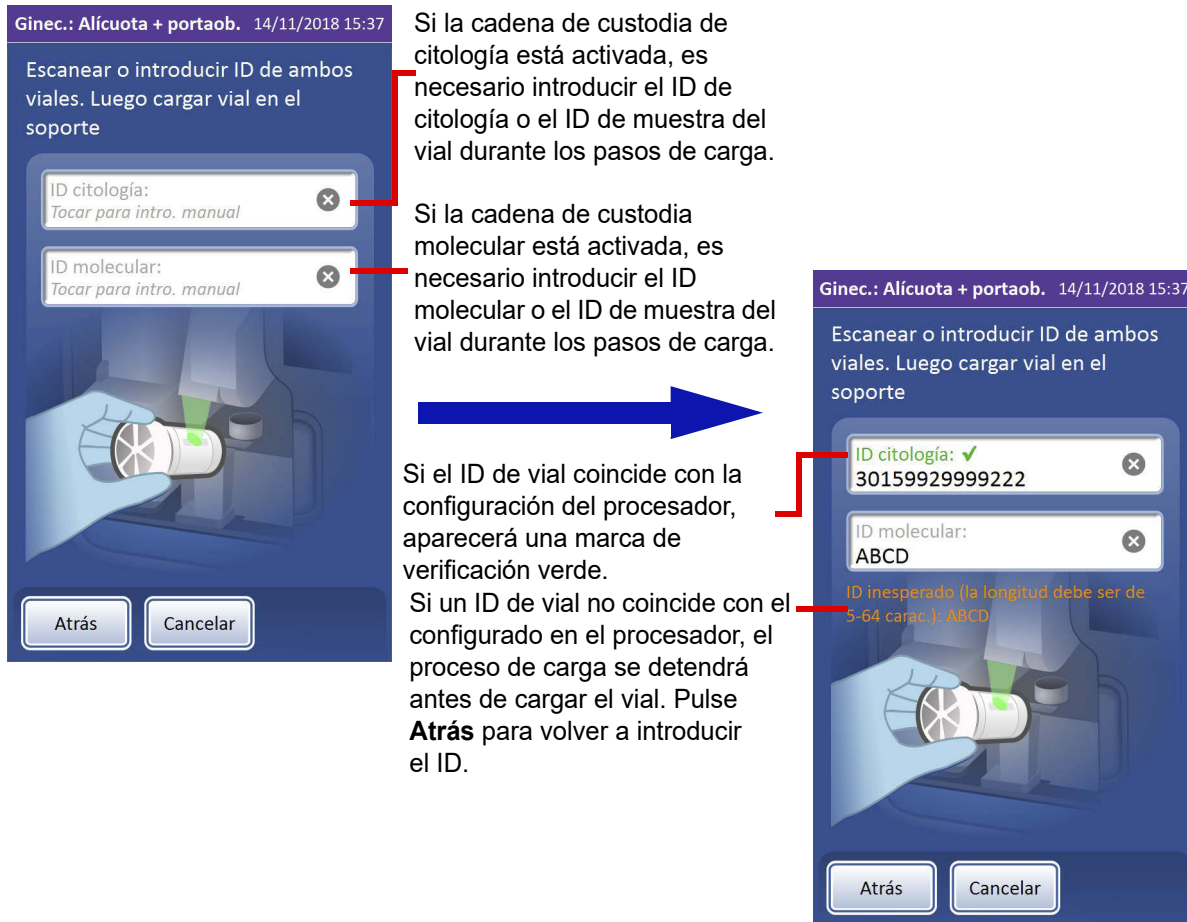 Ginec.: Alícuota + portaob. 14/11/2018 15:37
Escanear o introducir ID de ambos
viales. Luego cargar vial en el
soporte
ID citología:
Tocar para intro. manual
ID molecular:
Tocar para intro. manual
Atrás
Cancelar
Si la cadena de custodia de
citología está activada, es
necesario introducir el ID de
citología o el ID de muestra del
vial durante los pasos de carga.
Si la cadena de custodia
molecular está activada, es
necesario introducir el ID
molecular o el ID de muestra del
vial durante los pasos de carga.
Si el ID de vial coincide con la
configuración del procesador,
aparecerá una marca de
verificación verde.
Si un ID de vial no coincide con el
configurado en el procesador, el
proceso de carga se detendrá
antes de cargar el vial. Pulse
Atrás para volver a introducir
el ID.
Ginec.: Alícuota + portaob. 14/11/2018 15:37
Escanear o introducir ID de ambos
viales. Luego cargar vial en el
soporte
ID citología: ✓
30159929999222
ID molecular:
ABCD
ID inesperado (la longitud debe ser de
5-64 carac.): ABCD
Atrás
Cancelar